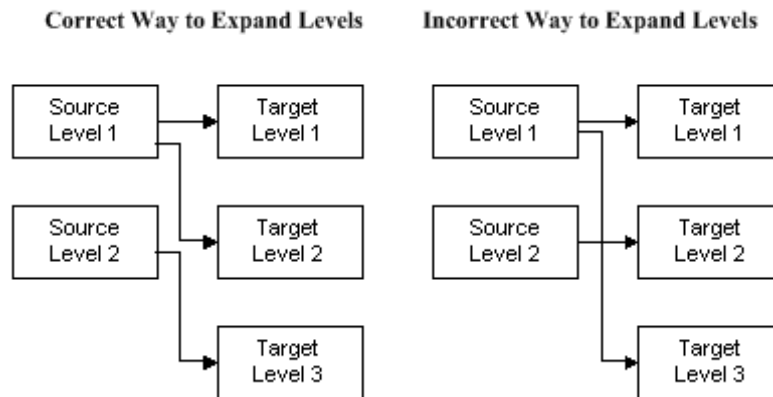 Correct Way to Expand Levels
Incorrect Way to Expand Levels
Source
Level 1
Target
Level 1
Source
Level 1
Target
Level 1
Source
Level 2
Target
Level 2
Source
Level 2
Target
Level 2
Target
Level 3
Target
Level 3